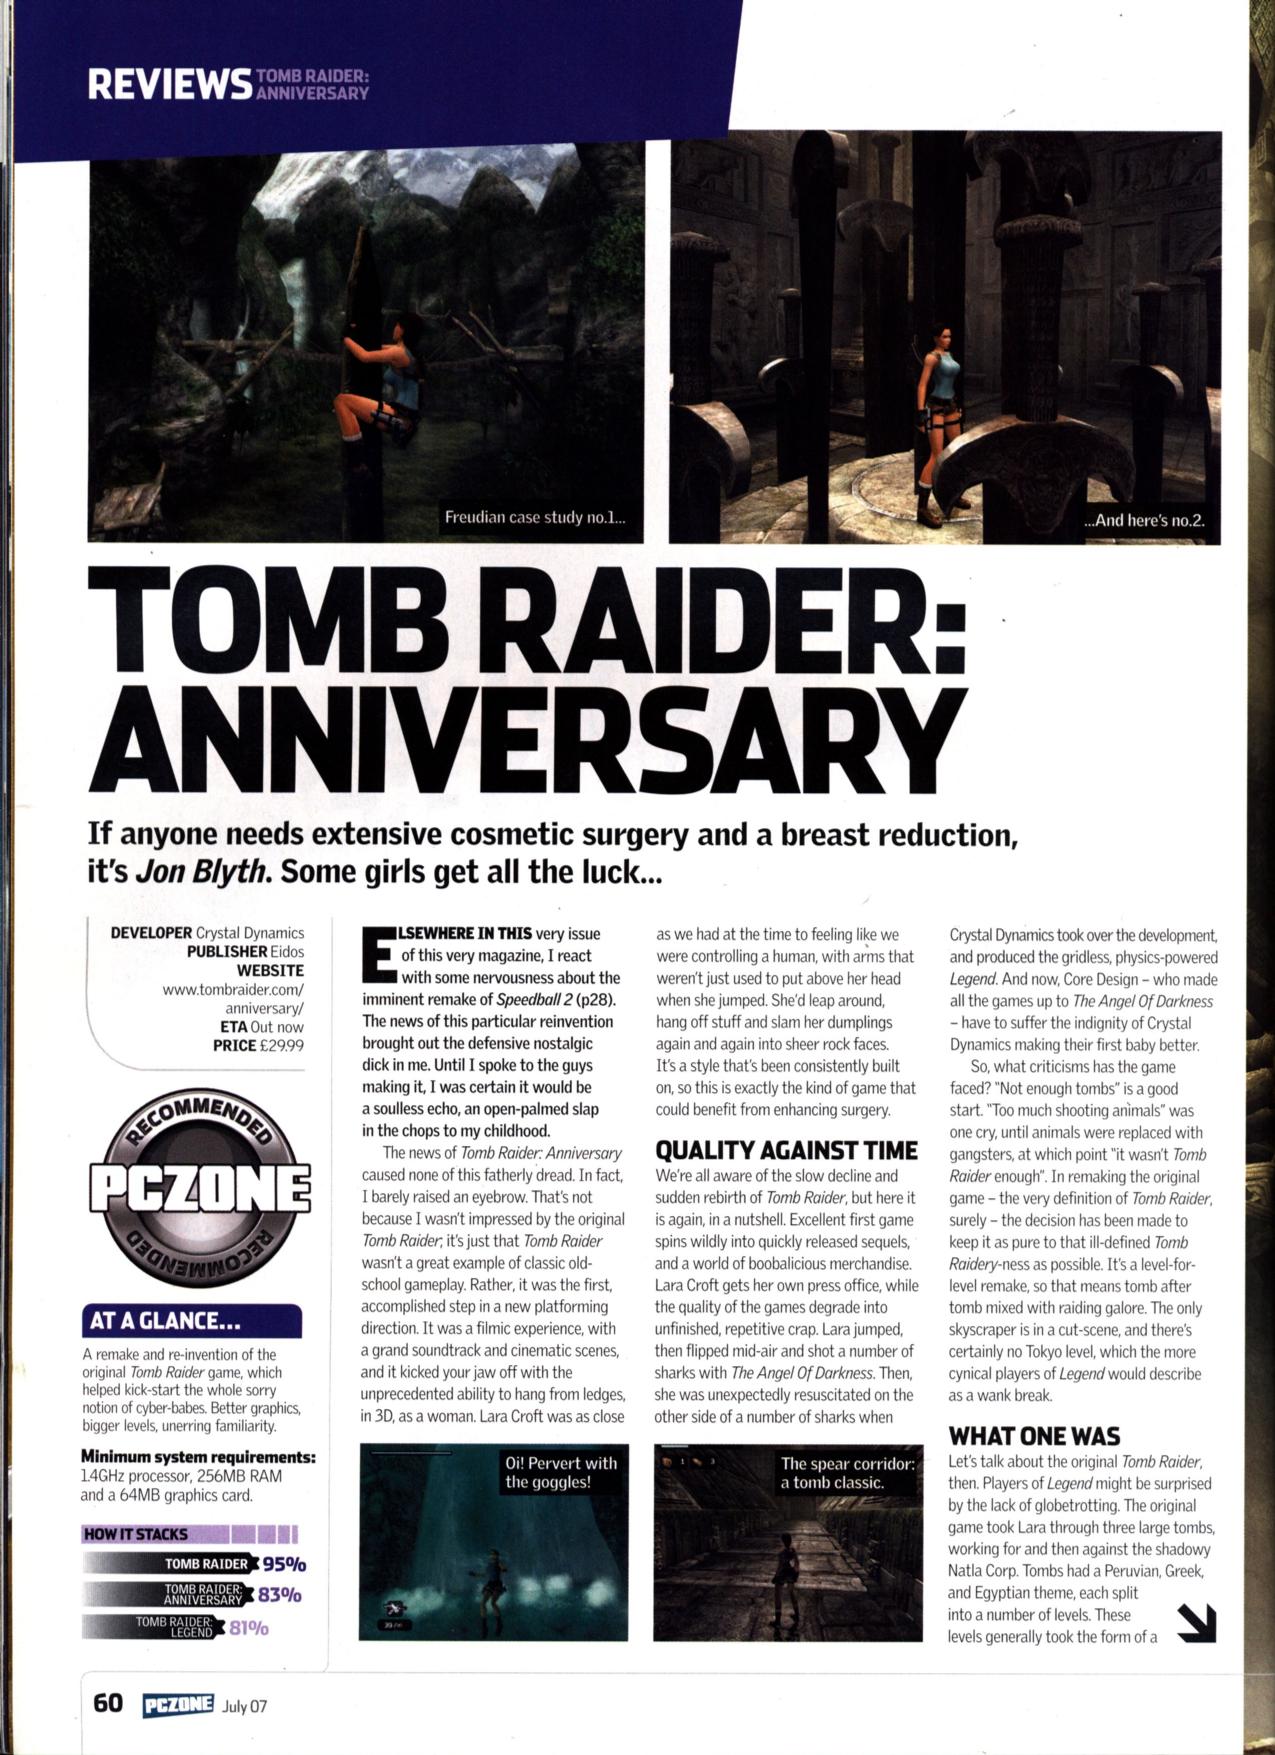 REVIEWS TOMB RAIDER:
ANNIVERSARY
Freudian case study no.1...
...And here's no.2.
TOMB RAIDER:
ANNIVERSARY
If anyone needs extensive cosmetic surgery and a breast reduction,
it's Jon Blyth. Some girls get all the luck...
DEVELOPER Crystal Dynamics
PUBLISHER Eidos
WEBSITE
www.tombraider.com/
anniversary/
ETA Out now
PRICE £29.99
RECOMMENDED
PCZONE
RECOMMENDED
AT A GLANCE...
A remake and re-invention of the
original Tomb Raider game, which
helped kick-start the whole sorry
notion of cyber-babes. Better graphics,
bigger levels, unerring familiarity.
Minimum system requirements:
1.4GHz processor, 256MB RAM
and a 64MB graphics card.
HOW IT STACKS
TOMB RAIDER 95%
TOMB RAIDER:
ANNIVERSARY 83%
TOMB RAIDER:
LEGEND 81%
ELSEWHERE IN THIS very issue
of this very magazine, I react
with some nervousness about the
imminent remake of Speedball 2 (p28).
The news of this particular reinvention
brought out the defensive nostalgic
dick in me. Until I spoke to the guys
making it, I was certain it would be
a soulless echo, an open-palmed slap
in the chops to my childhood.
The news of Tomb Raider: Anniversary
caused none of this fatherly dread. In fact,
I barely raised an eyebrow. That's not
because I wasn't impressed by the original
Tomb Raider, it's just that Tomb Raider
wasn't a great example of classic old-
school gameplay. Rather, it was the first,
accomplished step in a new platforming
direction. It was a filmic experience, with
a grand soundtrack and cinematic scenes,
and it kicked your jaw off with the
unprecedented ability to hang from ledges,
in 3D, as a woman. Lara Croft was as close
as we had at the time to feeling like we
were controlling a human, with arms that
weren't just used to put above her head
when she jumped. She'd leap around,
hang off stuff and slam her dumplings
again and again into sheer rock faces.
It's a style that's been consistently built
on, so this is exactly the kind of game that
could benefit from enhancing surgery.
QUALITY AGAINST TIME
We're all aware of the slow decline and
sudden rebirth of Tomb Raider, but here it
is again, in a nutshell. Excellent first game
spins wildly into quickly released sequels,
and a world of boobalicious merchandise.
Lara Croft gets her own press office, while
the quality of the games degrade into
unfinished, repetitive crap. Lara jumped,
then flipped mid-air and shot a number of
sharks with The Angel Of Darkness. Then,
she was unexpectedly resuscitated on the
other side of a number of sharks when
Crystal Dynamics took over the development,
and produced the gridless, physics-powered
Legend. And now, Core Design – who made
all the games up to The Angel Of Darkness
– have to suffer the indignity of Crystal
Dynamics making their first baby better.
So, what criticisms has the game
faced? "Not enough tombs" is a good
start. "Too much shooting animals" was
one cry, until animals were replaced with
gangsters, at which point "it wasn't Tomb
Raider enough". In remaking the original
game – the very definition of Tomb Raider,
surely – the decision has been made to
keep it as pure to that ill-defined Tomb
Raidery-ness as possible. It's a level-for-
level remake, so that means tomb after
tomb mixed with raiding galore. The only
skyscraper is in a cut-scene, and there's
certainly no Tokyo level, which the more
cynical players of Legend would describe
as a wank break.
WHAT ONE WAS
Let's talk about the original Tomb Raider,
then. Players of Legend might be surprised
by the lack of globetrotting. The original
game took Lara through three large tombs,
working for and then against the shadowy
Natla Corp. Tombs had a Peruvian, Greek,
and Egyptian theme, each split
into a number of levels. These
levels generally took the form of a
Oi! Pervert with
the goggles!
The spear corridor:
a tomb classic.
60 PCZONE July 07